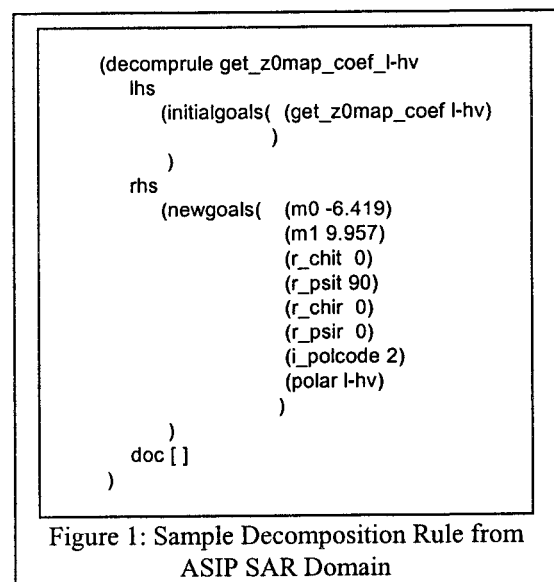 (decomprule get_z0map_coef_l-hv
lhs
(initialgoals( (get_z0map_coef l-hv)
)
)
rhs
(newgoals( (m0 -6.419)
(m1 9.957)
(r_chit 0)
(r_psit 90)
(r_chir 0)
(r_psir 0)
(i_polcode 2)
(polar l-hv)
)
)
doc [ ]
)
Figure 1: Sample Decomposition Rule from
ASIP SAR Domain